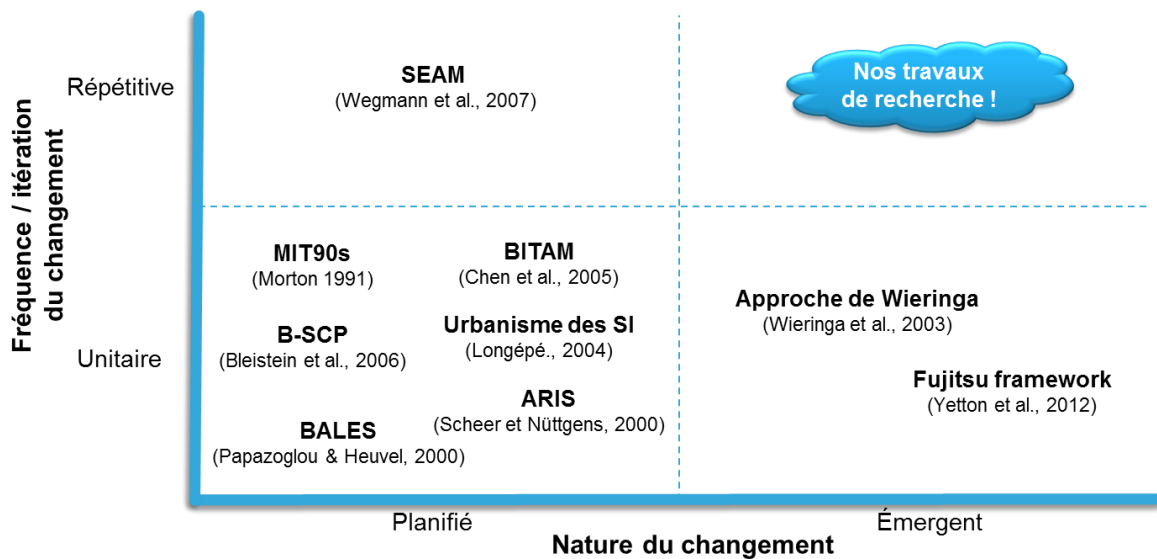 Fréquence / itération
du changement
Répétitive
SEAM
(Wegmann et al., 2007)
Nos travaux
de recherche !
Unitaire
MIT90s
(Morton 1991)
BITAM
(Chen et al., 2005)
B-SCP
(Bleistein et al., 2006)
Urbanisme des SI
(Longépé., 2004)
BALES
(Papazoglou & Heuvel, 2000)
ARIS
(Scheer et Nüttgens, 2000)
Approche de Wieringa
(Wieringa et al., 2003)
Fujitsu framework
(Yetton et al., 2012)
Planifié
Émergent
Nature du changement